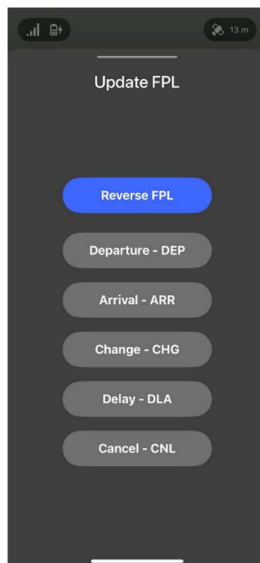 13 m
Update FPL
Reverse FPL
Departure - DEP
Arrival - ARR
Change - CHG
Delay - DLA
Cancel - CNL